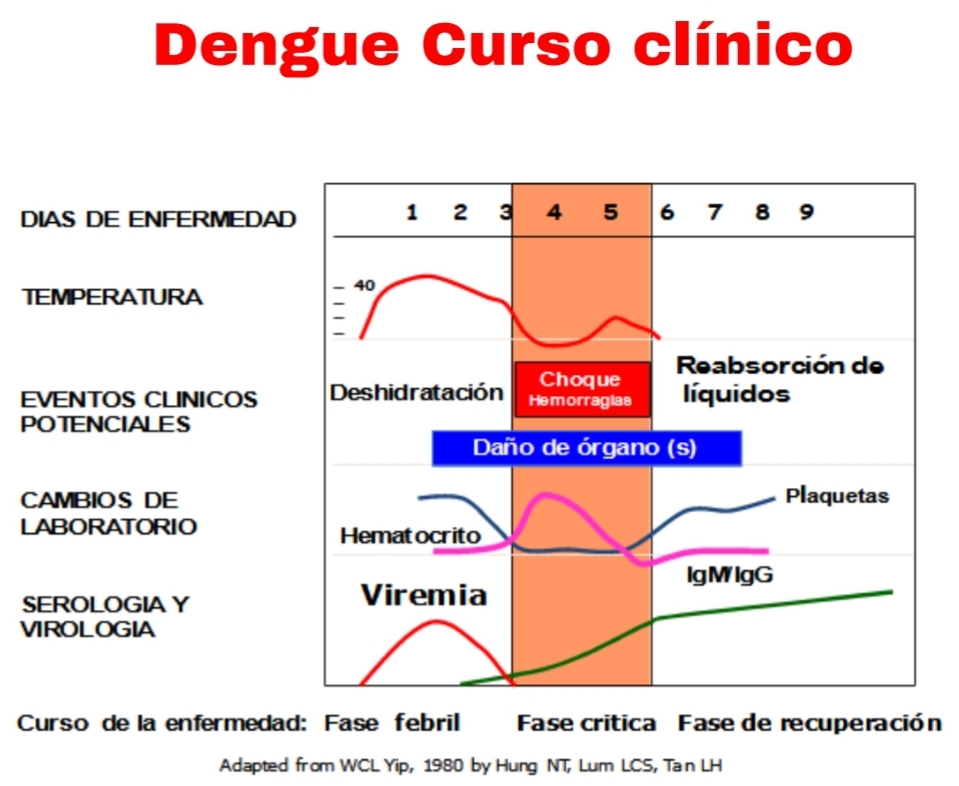 Dengue Curso clínico
DIAS DE ENFERMEDAD 1 2 3 4 5 6 7 8 9
TEMPERATURA
40
EVENTOS CLINICOS
POTENCIALES
Deshidratación
Choque
Hemorragias
Reabsorción de
líquidos
Daño de órgano (s)
CAMBIOS DE
LABORATORIO
Hematocrito
Plaquetas
SEROLOGIA Y
VIROLOGIA
Viremia
IgM/IgG
Curso de la enfermedad: Fase febril Fase critica Fase de recuperación
Adapted from WCL Yip, 1980 by Hung NT, Lum LCS, Tan LH